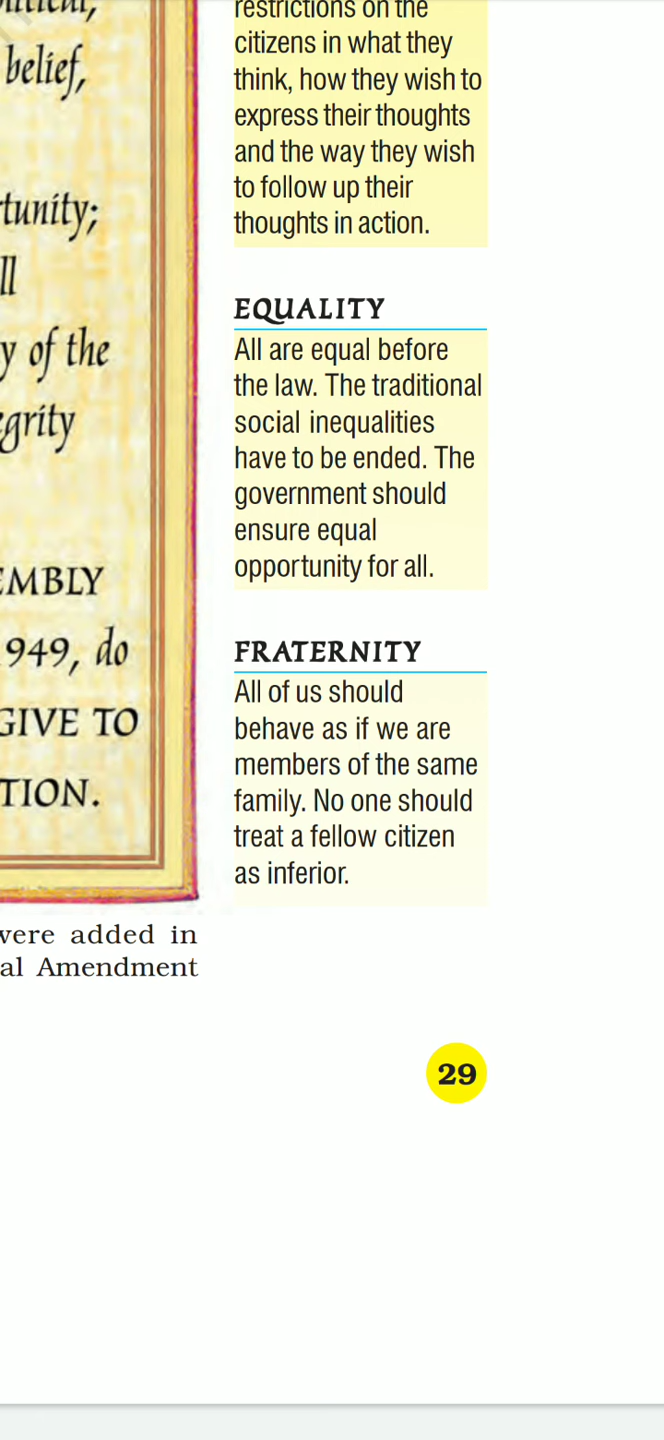 belief,
tunity;
ll
y of the
grity
EMBLY
949, do
GIVE TO
TION.
were added in
al Amendment
restrictions on the
citizens in what they
think, how they wish to
express their thoughts
and the way they wish
to follow up their
thoughts in action.
EQUALITY
All are equal before
the law. The traditional
social inequalities
have to be ended. The
government should
ensure equal
opportunity for all.
FRATERNITY
All of us should
behave as if we are
members of the same
family. No one should
treat a fellow citizen
as inferior.
29